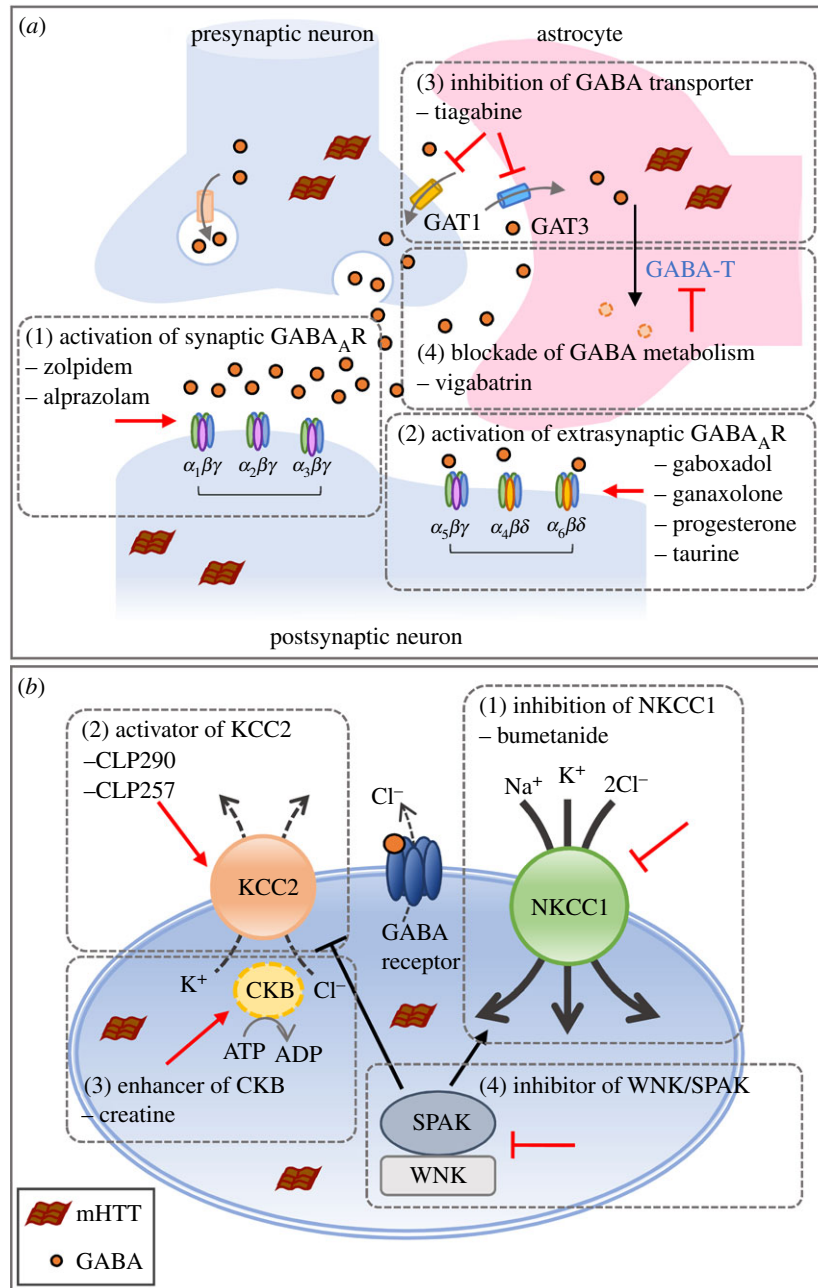 (a)
presynaptic neuron
astrocyte
(3) inhibition of GABA transporter
– tiagabine
GAT1
GAT3
GABA-T
(4) blockade of GABA metabolism
– vigabatrin
(1) activation of synaptic GABA_AR
– zolpidem
– alprazolam
α₁βγ α₂βγ α₃βγ
(2) activation of extrasynaptic GABA_AR
– gaboxadol
– ganaxolone
– progesterone
– taurine
α₅βγ α₄βδ α₆βδ
postsynaptic neuron
(b)
(1) inhibition of NKCC1
– bumetanide
Na⁺ K⁺ 2Cl⁻
NKCC1
(2) activator of KCC2
–CLP290
–CLP257
KCC2
Cl⁻
GABA
receptor
K⁺
CKB
Cl⁻
ATP ADP
(3) enhancer of CKB
– creatine
(4) inhibitor of WNK/SPAK
SPAK
WNK
mHTT
GABA